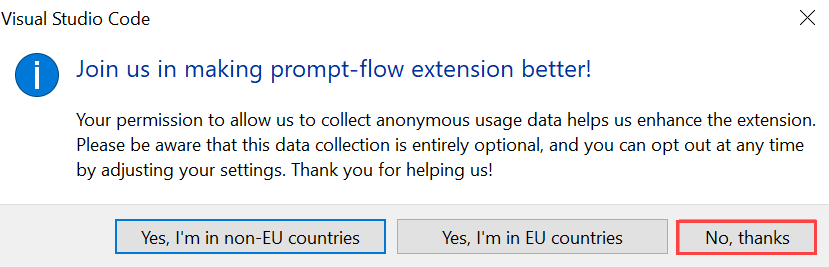 Visual Studio Code
Join us in making prompt-flow extension better!
Your permission to allow us to collect anonymous usage data helps us enhance the extension.
Please be aware that this data collection is entirely optional, and you can opt out at any time
by adjusting your settings. Thank you for helping us!
Yes, I'm in non-EU countries
Yes, I'm in EU countries
No, thanks